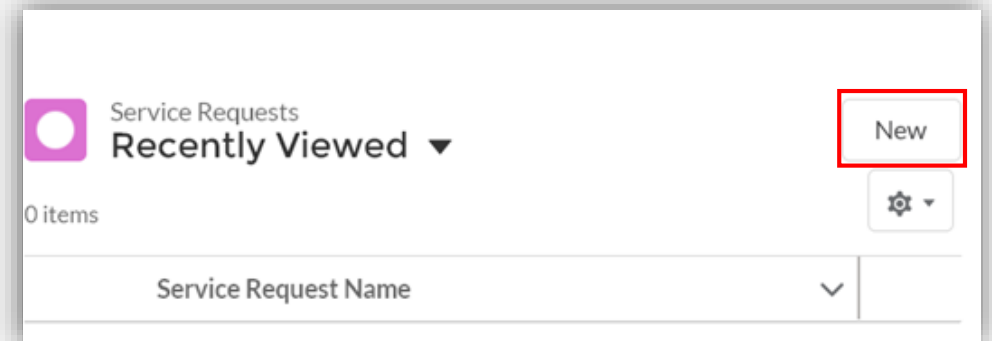 Service Requests
Recently Viewed
New
0 items
Service Request Name